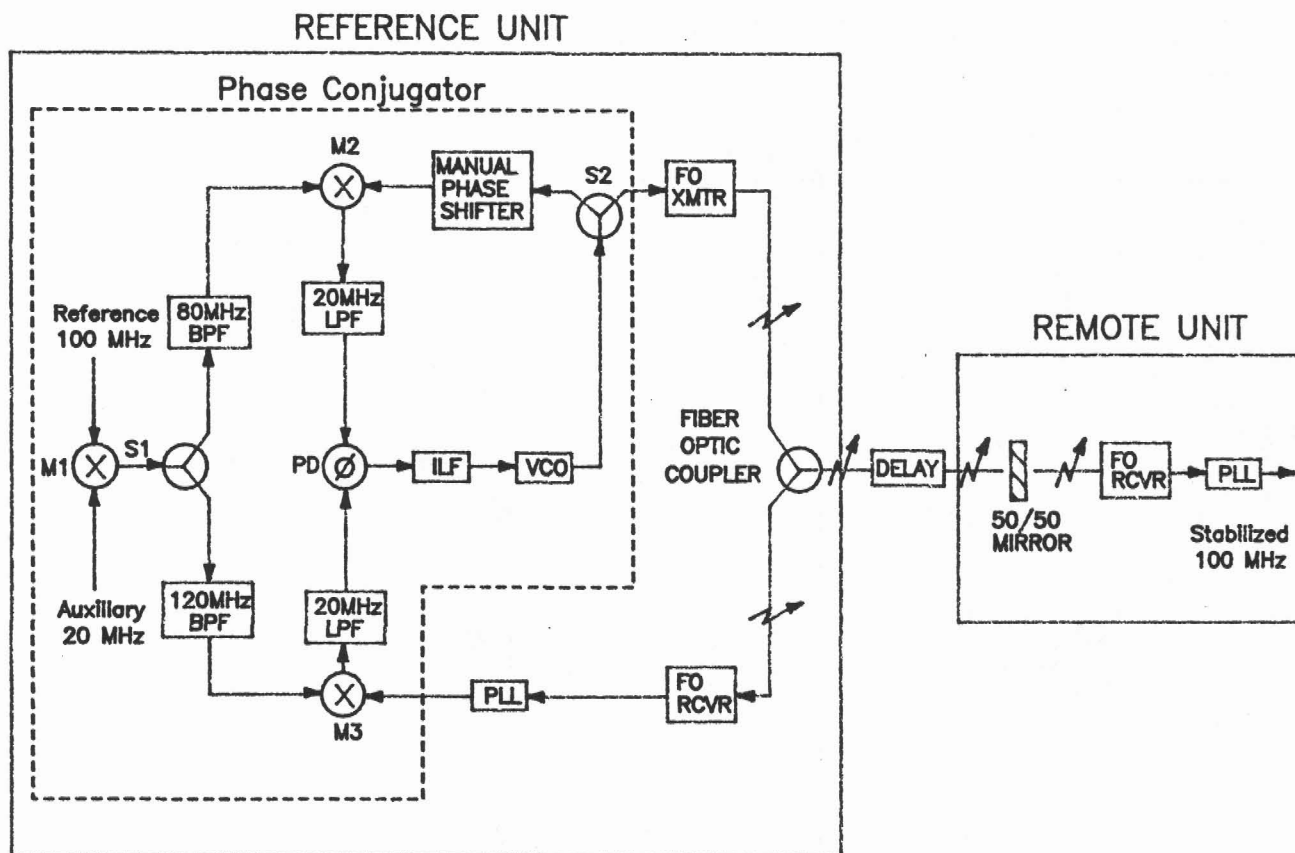 REFERENCE UNIT
Phase Conjugator
M2
MANUAL
PHASE
SHIFTER
S2
FO
XMTR
Reference
100 MHz
80MHz
BPF
20MHz
LPF
REMOTE UNIT
M1
X
S1
PD
Ø
ILF
VCO
FIBER
OPTIC
COUPLER
DELAY
FO
RCVR
PLL
50/50
MIRROR
Stabilized
100 MHz
Auxiliary
20 MHz
120MHz
BPF
20MHz
LPF
X
M3
PLL
FO
RCVR
X